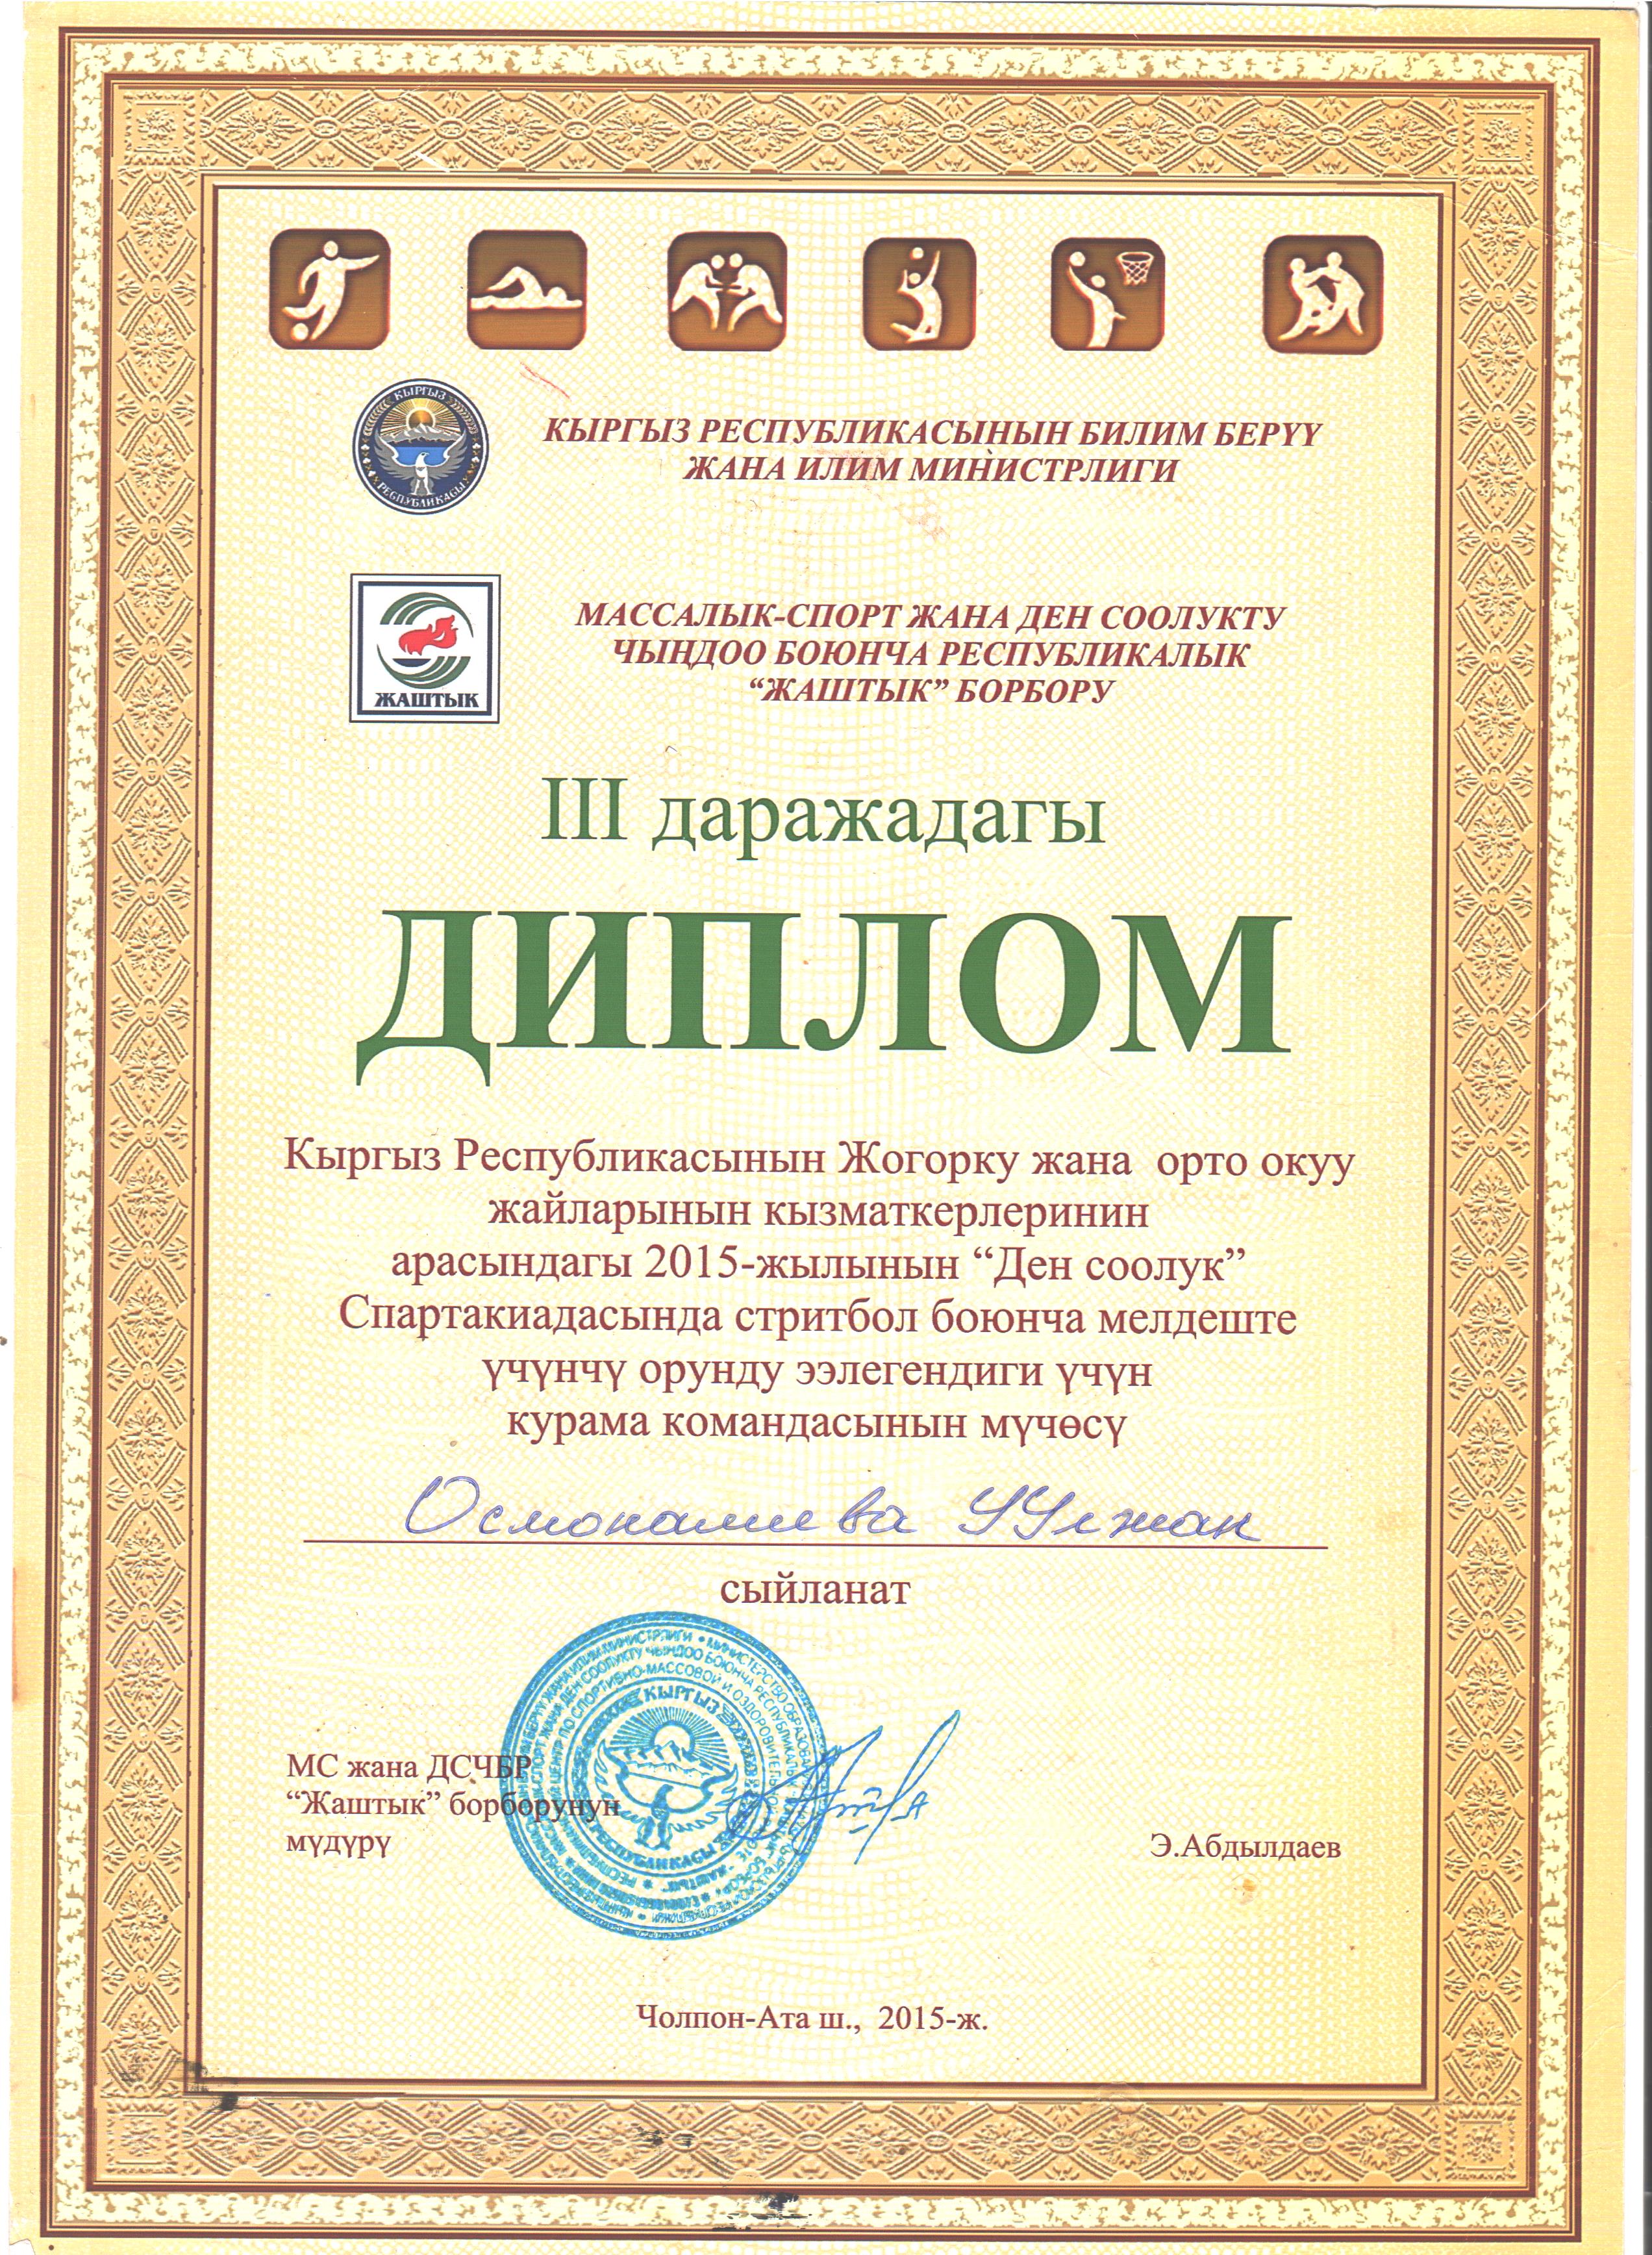 КЫРГЫЗ
РЕСПУБЛИКАСЫ
КЫРГЫЗ РЕСПУБЛИКАСЫНЫН БИЛИМ БЕРҮҮ
ЖАНА ИЛИМ МИНИСТРЛИГИ
ЖАШТЫК
МАССАЛЫК-СПОРТ ЖАНА ДЕН СООЛУКТУ
ЧЫҢДОО БОЮНЧА РЕСПУБЛИКАЛЫК
“ЖАШТЫК” БОРБОРУ
III даражадагы
ДИПЛОМ
Кыргыз Республикасынын Жогорку жана орто окуу
жайларынын кызматкерлеринин
арасындагы 2015-жылынын “Ден соолук”
Спартакиадасында стритбол боюнча мелдеште
үчүнчү орунду ээлегендиги үчүн
курама командасынын мүчөсү
Осмоналиева УУлжан
сыйланат
КЫРГЫЗ
РЕСПУБЛИКАСЫ
МС жана ДСЧБР
“Жаштык” борборунун
мүдүрү
Э.Абдылдаев
Чолпон-Ата ш., 2015-ж.